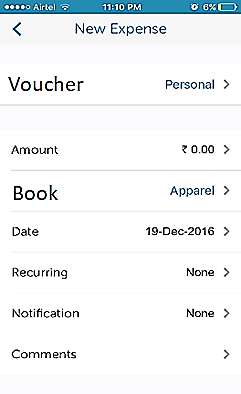 Airtel 11:10 PM 6%
New Expense
Voucher Personal
Amount ₹ 0.00
Book Apparel
Date 19-Dec-2016
Recurring None
Notification None
Comments